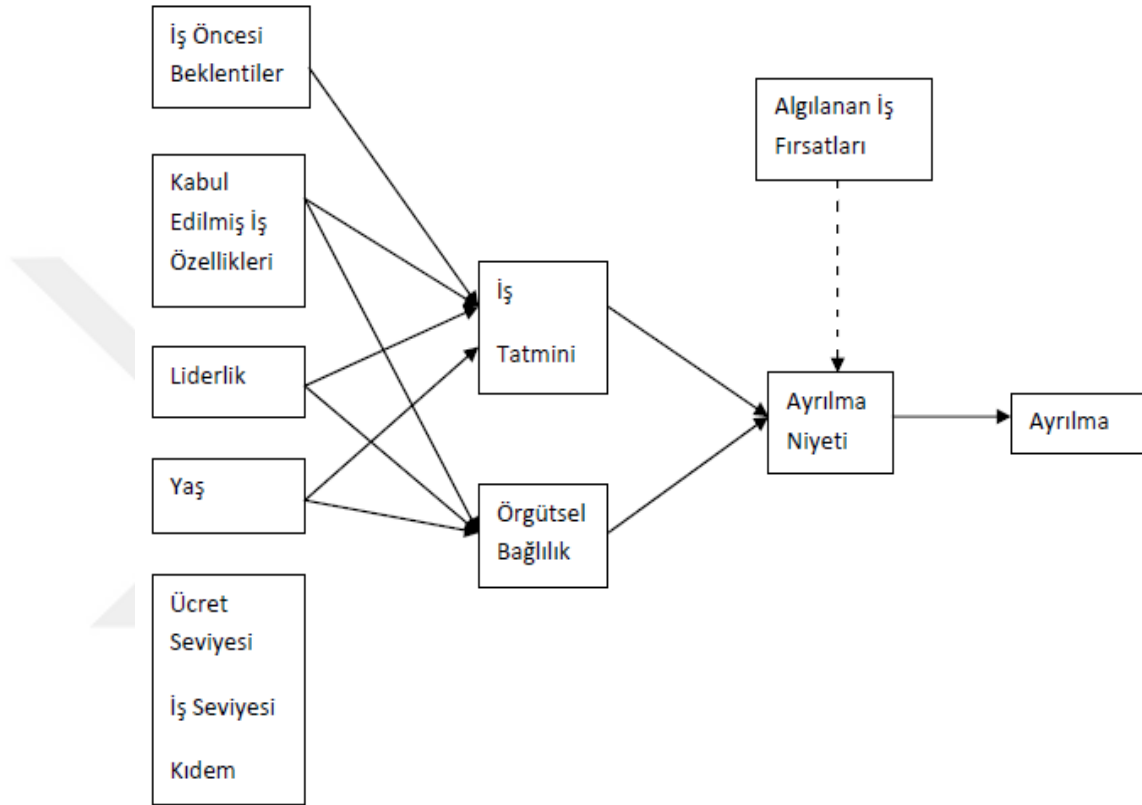 İş Öncesi
Beklentiler
Kabul
Edilmiş İş
Özellikleri
Liderlik
Yaş
Ücret
Seviyesi
İş Seviyesi
Kıdem
İş
Tatmini
Örgütsel
Bağlılık
Algılanan İş
Fırsatları
Ayrılma
Niyeti
Ayrılma